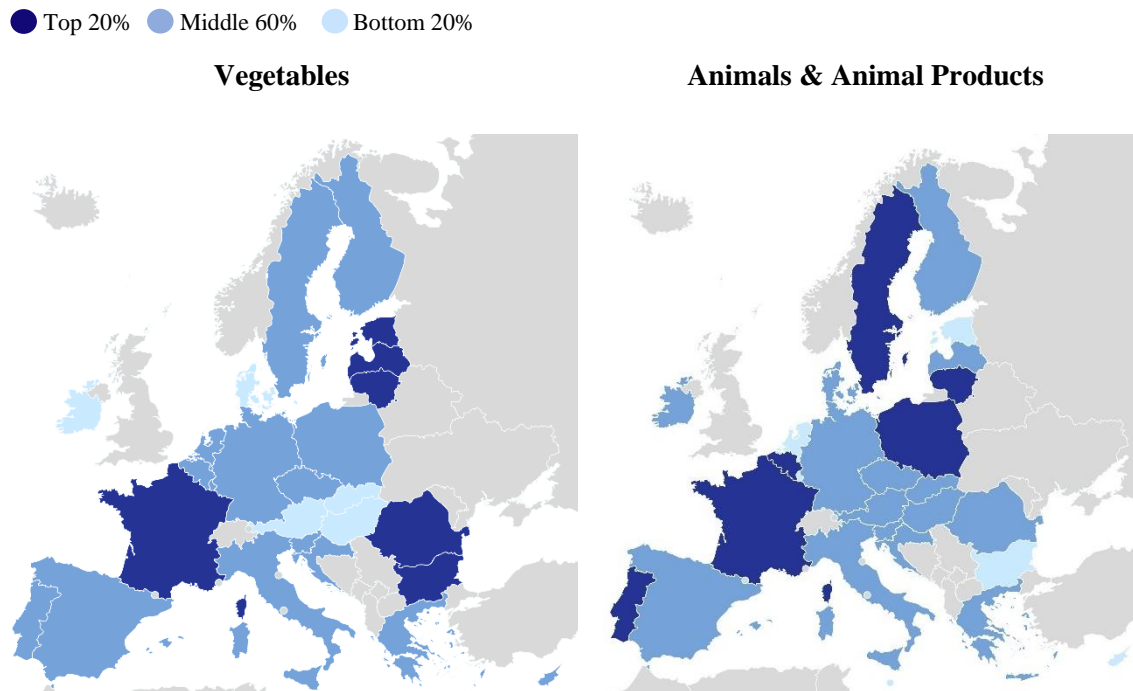 Top 20% Middle 60% Bottom 20%
Vegetables
Animals & Animal Products